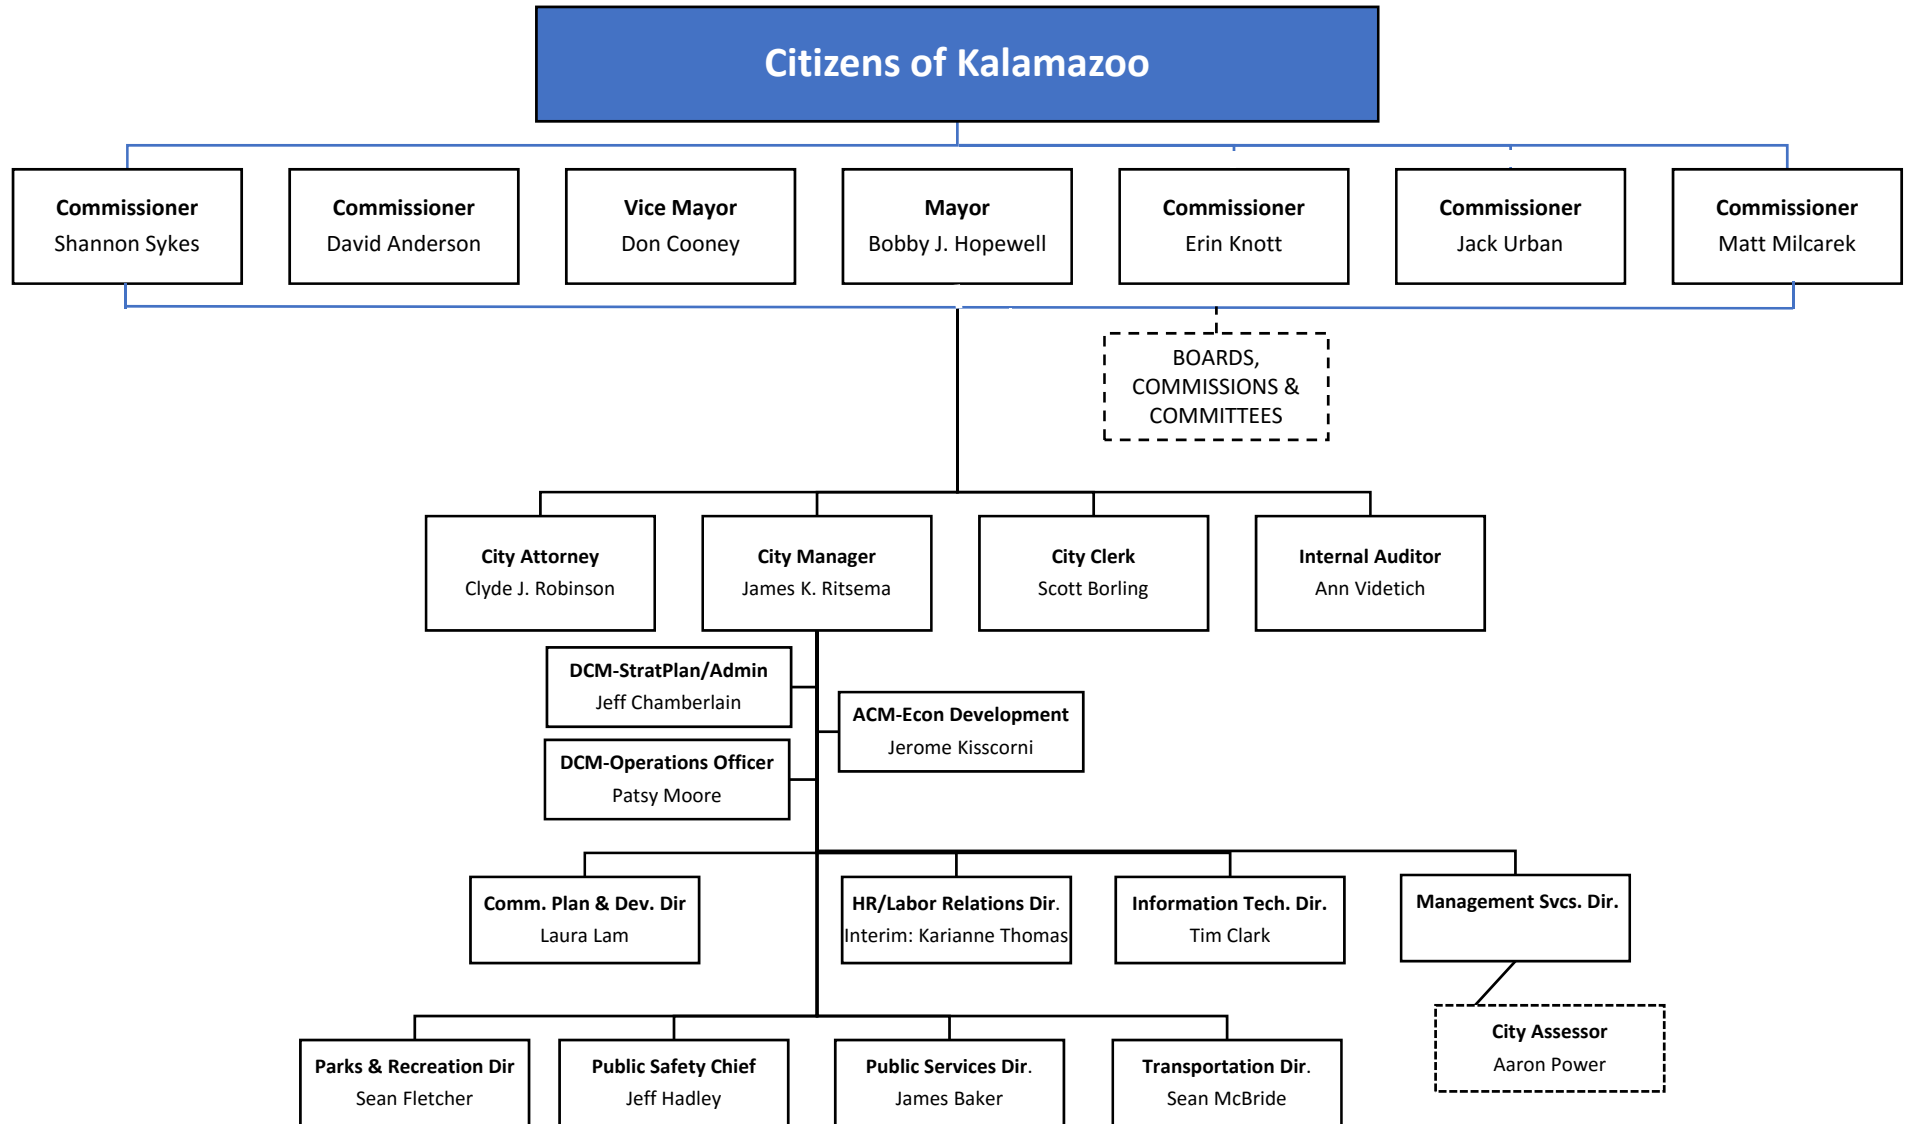 Citizens of Kalamazoo
Commissioner
Shannon Sykes
Commissioner
David Anderson
Vice Mayor
Don Cooney
Mayor
Bobby J. Hopewell
Commissioner
Erin Knott
Commissioner
Jack Urban
Commissioner
Matt Milcarek
BOARDS,
COMMISSIONS &
COMMITTEES
City Attorney
Clyde J. Robinson
City Manager
James K. Ritsema
City Clerk
Scott Borling
Internal Auditor
Ann Videtich
DCM-StratPlan/Admin
Jeff Chamberlain
ACM-Econ Development
Jerome Kisscorni
DCM-Operations Officer
Patsy Moore
Comm. Plan & Dev. Dir
Laura Lam
HR/Labor Relations Dir.
Interim: Karianne Thomas
Information Tech. Dir.
Tim Clark
Management Svcs. Dir.
City Assessor
Aaron Power
Parks & Recreation Dir
Sean Fletcher
Public Safety Chief
Jeff Hadley
Public Services Dir.
James Baker
Transportation Dir.
Sean McBride